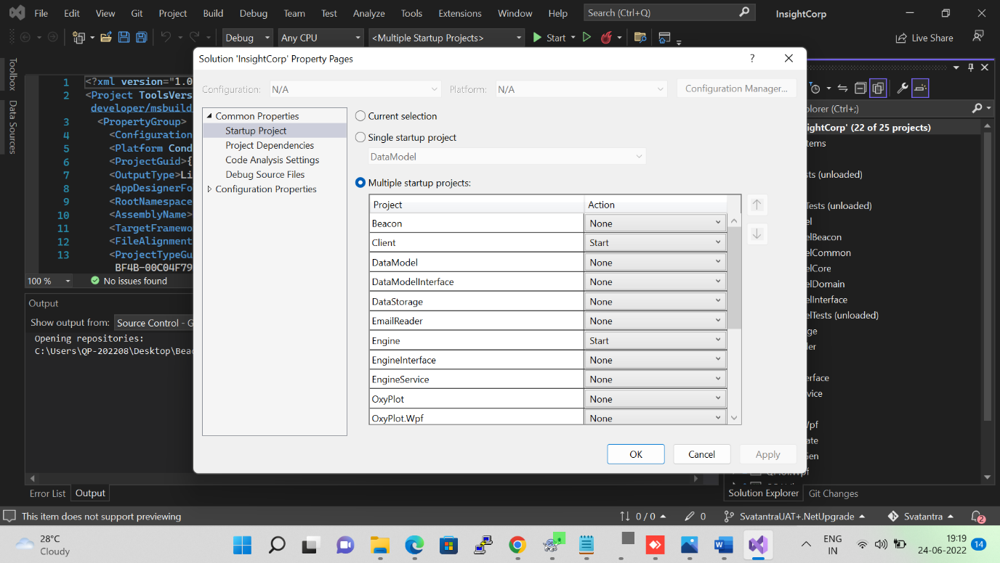 File Edit View Git Project Build Debug Team Test Analyze Tools Extensions Window Help Search (Ctrl+Q) InsightCorp
Debug Any CPU <Multiple Startup Projects> Start Live Share
Toolbox
Data Sources
1 <?xml version="1.0
2 <Project ToolsVers
developer/msbuild
3 <PropertyGroup>
4 <Configuration
5 <Platform Cond
6 <ProjectGuid>{
7 <OutputType>Li
8 <AppDesignerFo
9 <RootNamespace
10 <AssemblyName>
11 <TargetFramewo
12 <FileAlignment
13 <ProjectTypeGu
BF4B-00C04F79
100 % No issues found
Output
Show output from: Source Control - G
Opening repositories:
C:\Users\QP-202208\Desktop\Bea
Error List Output
Solution 'InsightCorp' Property Pages ?
Configuration: N/A Platform: N/A Configuration Manager...
Common Properties
Startup Project
Project Dependencies
Code Analysis Settings
Debug Source Files
Configuration Properties
Current selection
Single startup project
DataModel
Multiple startup projects:
Project Action
Beacon None
Client Start
DataModel None
DataModelInterface None
DataStorage None
EmailReader None
Engine Start
EngineInterface None
EngineService None
OxyPlot None
OxyPlot.Wpf None
OK Cancel Apply
plorer (Ctrl+;)
ightCorp' (22 of 25 projects)
tems
ts (unloaded)
Tests (unloaded)
el
elBeacon
elCommon
elCore
elDomain
elInterface
elTests (unloaded)
ge
er
erface
vice
Wpf
ate
Gen
Solution Explorer Git Changes
This item does not support previewing 0 / 0 0 SvatantraUAT+.NetUpgrade Svatantra 2
28°C
Cloudy
ENG
IN
19:19
24-06-2022
14